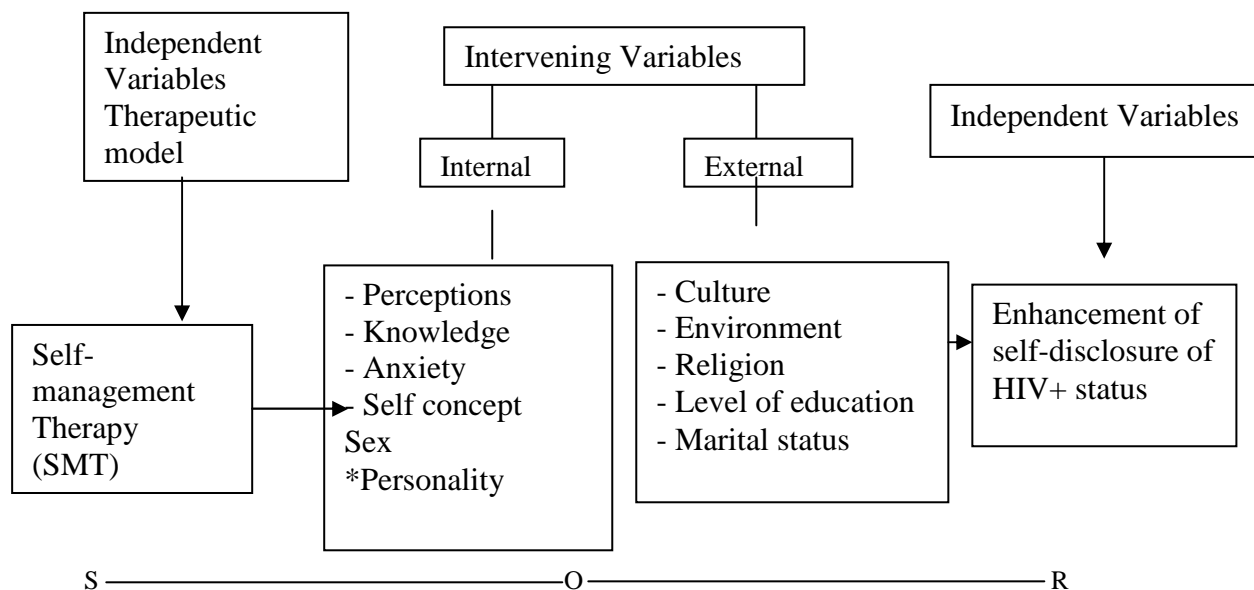 Independent
Variables
Therapeutic
model
Intervening Variables
Independent Variables
Internal
External
Self-
management
Therapy
(SMT)
- Perceptions
- Knowledge
- Anxiety
- Self concept
Sex
*Personality
- Culture
- Environment
- Religion
- Level of education
- Marital status
Enhancement of
self-disclosure of
HIV+ status
S O R